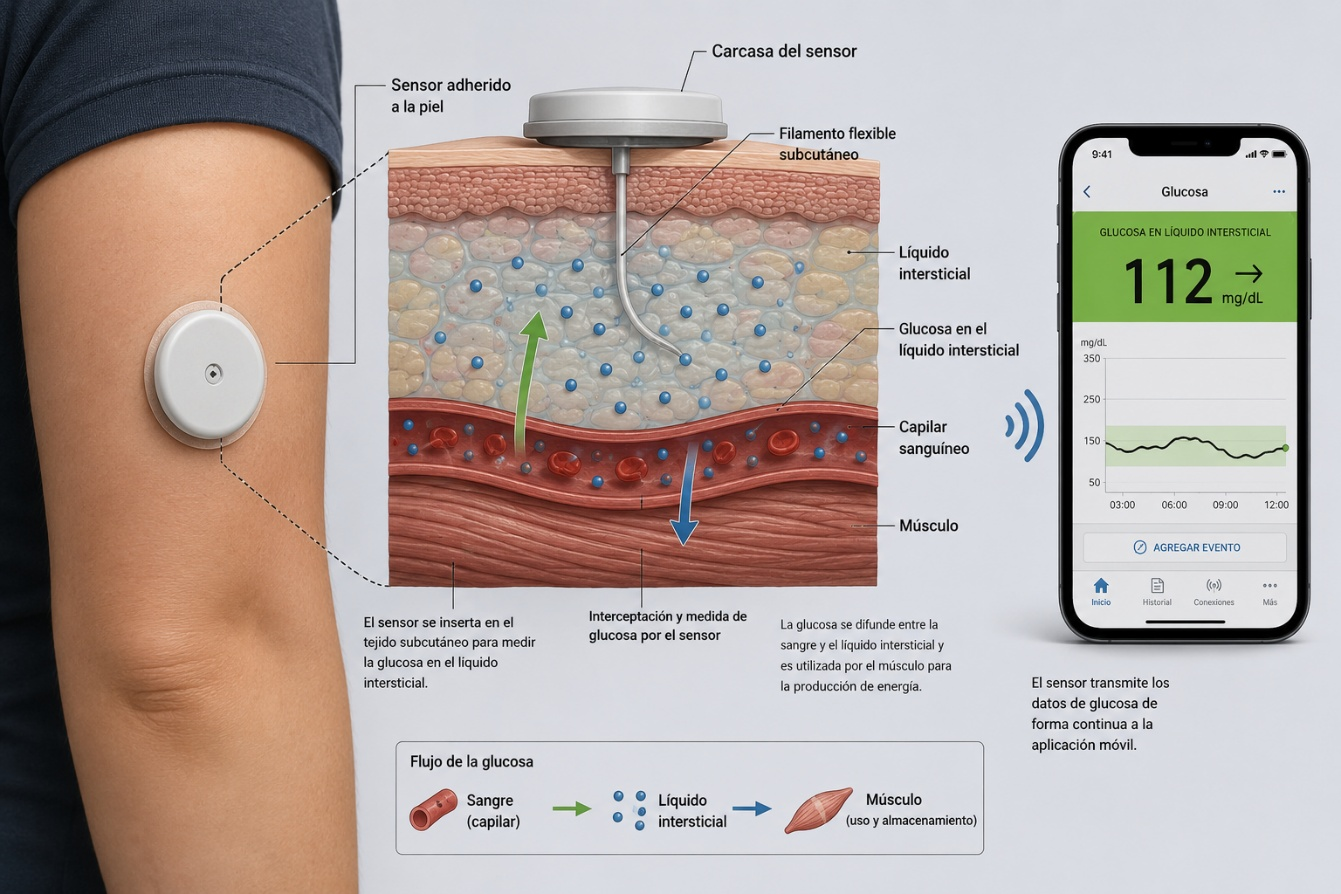 Carcasa del sensor
Sensor adherido
a la piel
Filamento flexible
subcutáneo
Líquido
intersticial
Glucosa en el
líquido intersticial
Capilar
sanguíneo
Músculo
El sensor se inserta en el
tejido subcutáneo para medir
la glucosa en el líquido
intersticial.
Interceptación y medida de
glucosa por el sensor
La glucosa se difunde entre la
sangre y el líquido intersticial y
es utilizada por el músculo para
la producción de energía.
9:41
Glucosa
GLUCOSA EN LÍQUIDO INTERSTICIAL
112
mg/dL
mg/dL
350
250
150
50
03:00 06:00 09:00 12:00
AGREGAR EVENTO
Inicio Historial Conexiones Más
El sensor transmite los
datos de glucosa de
forma continua a la
aplicación móvil.
Flujo de la glucosa
Sangre
(capilar)
Líquido
intersticial
Músculo
(uso y almacenamiento)